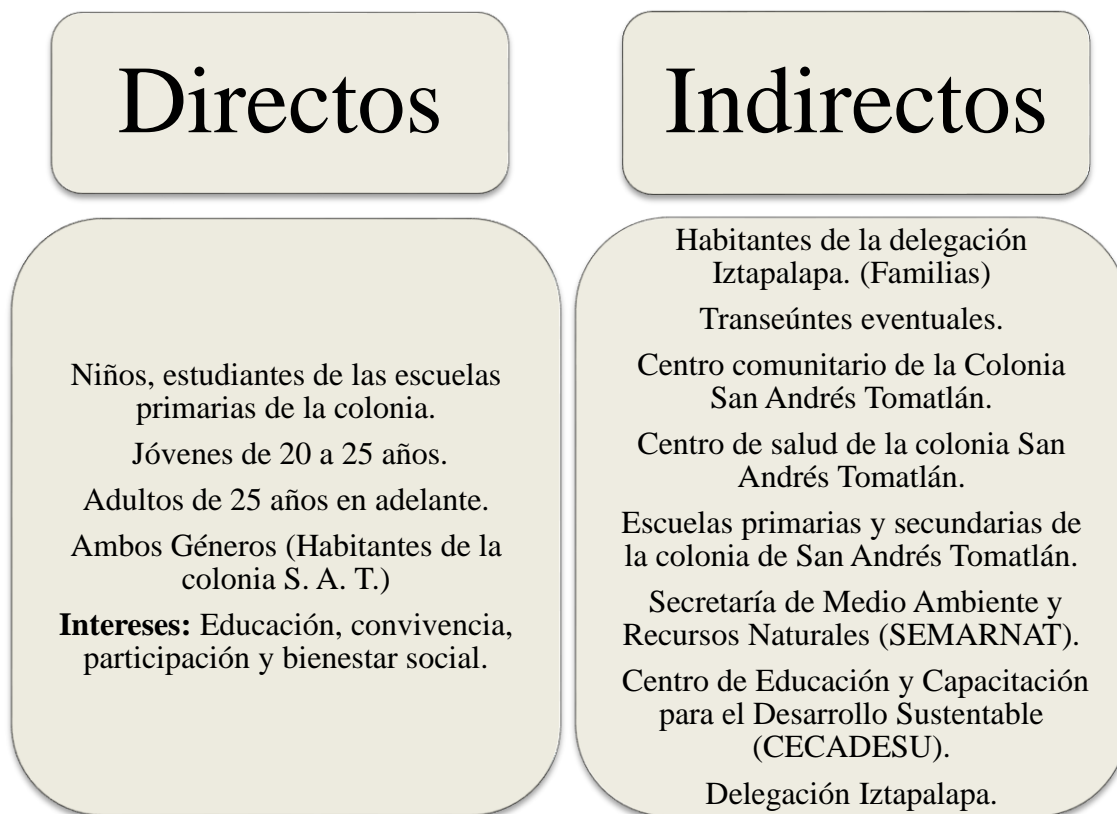 Directos
Niños, estudiantes de las escuelas
primarias de la colonia.
Jóvenes de 20 a 25 años.
Adultos de 25 años en adelante.
Ambos Géneros (Habitantes de la
colonia S. A. T.)
Intereses: Educación, convivencia,
participación y bienestar social.
Indirectos
Habitantes de la delegación
Iztapalapa. (Familias)
Transeúntes eventuales.
Centro comunitario de la Colonia
San Andrés Tomatlán.
Centro de salud de la colonia San
Andrés Tomatlán.
Escuelas primarias y secundarias de
la colonia de San Andrés Tomatlán.
Secretaría de Medio Ambiente y
Recursos Naturales (SEMARNAT).
Centro de Educación y Capacitación
para el Desarrollo Sustentable
(CECADESU).
Delegación Iztapalapa.